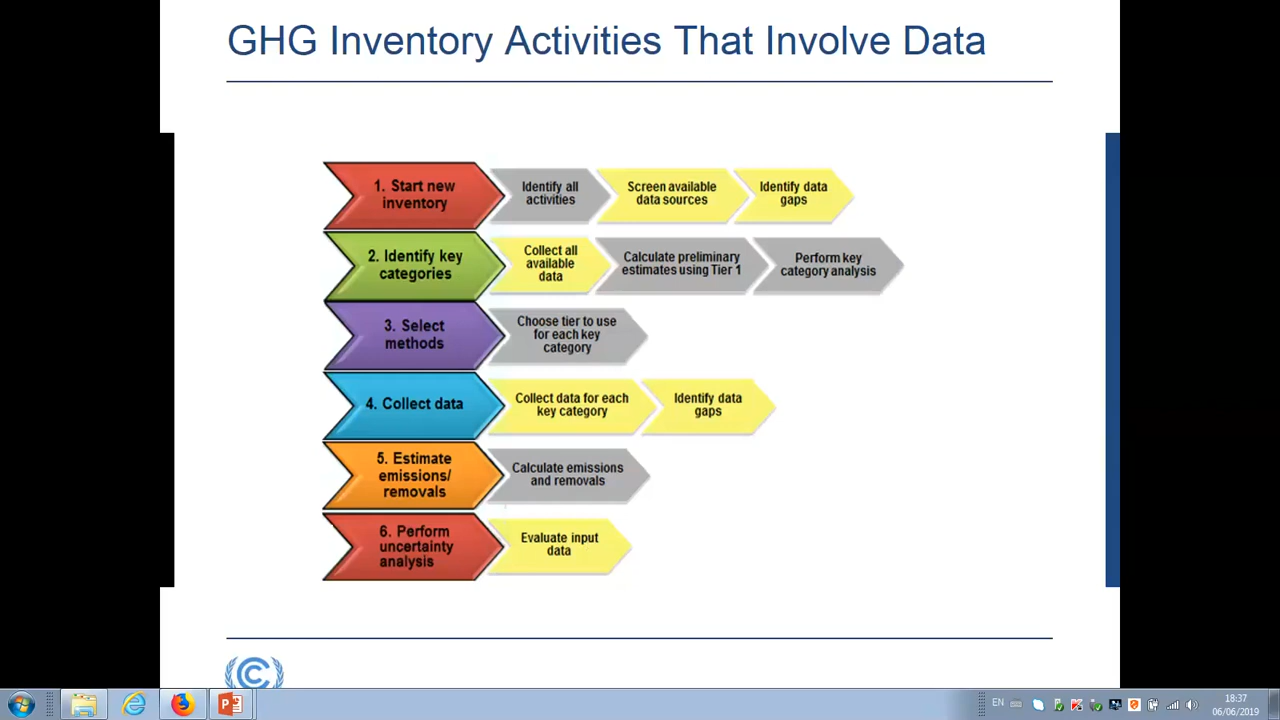 GHG Inventory Activities That Involve Data
1. Start new
inventory
Identify all
activities
Screen available
data sources
Identify data
gaps
2. Identify key
categories
Collect all
available
data
Calculate preliminary
estimates using Tier 1
Perform key
category analysis
3. Select
methods
Choose tier to use
for each key
category
4. Collect data
Collect data for each
key category
Identify data
gaps
5. Estimate
emissions/
removals
Calculate emissions
and removals
6. Perform
uncertainty
analysis
Evaluate input
data
EN
18:37
06/06/2019